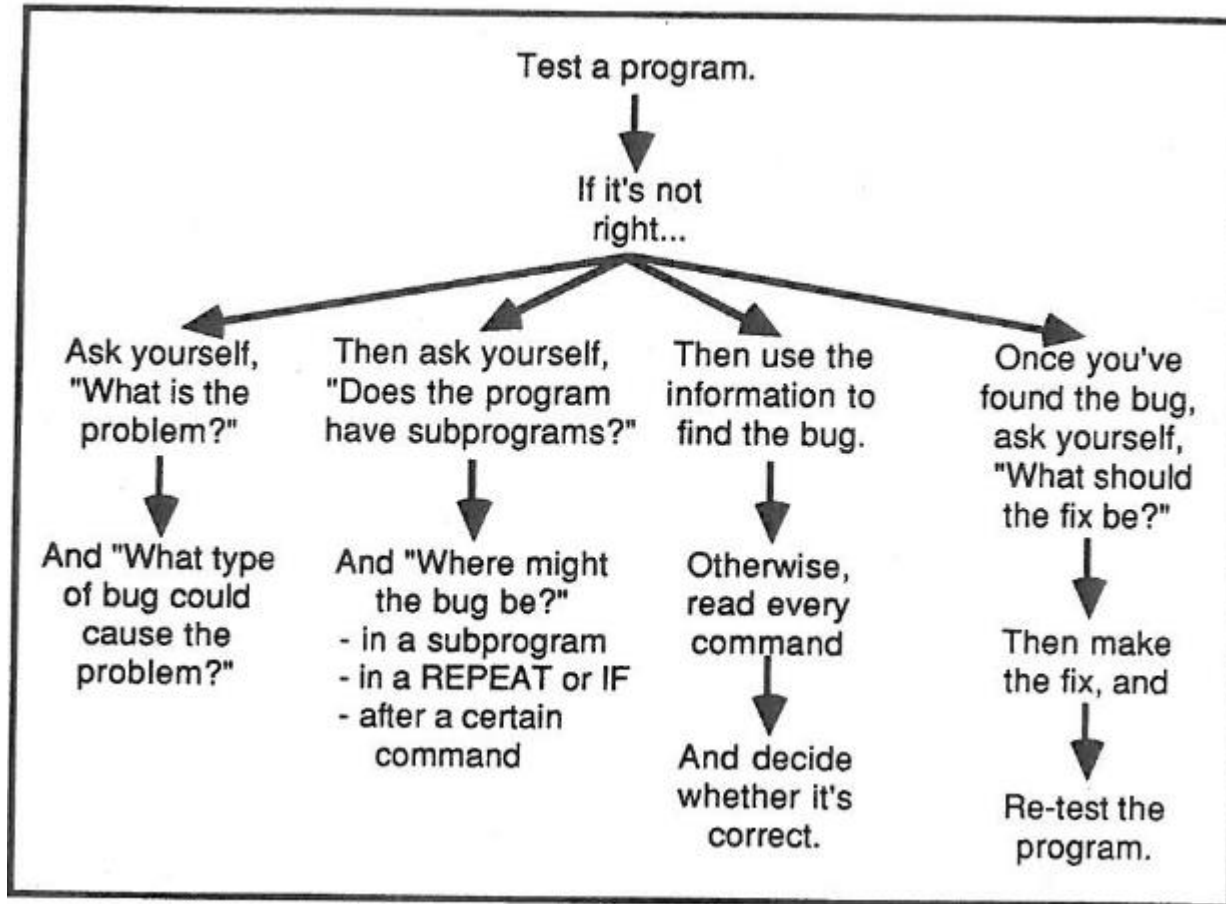 Test a program.
If it's not
right...
Ask yourself,
"What is the
problem?"
And "What type
of bug could
cause the
problem?"
Then ask yourself,
"Does the program
have subprograms?"
And "Where might
the bug be?"
- in a subprogram
- in a REPEAT or IF
- after a certain
command
Then use the
information to
find the bug.
Otherwise,
read every
command
And decide
whether it's
correct.
Once you've
found the bug,
ask yourself,
"What should
the fix be?"
Then make
the fix, and
Re-test the
program.